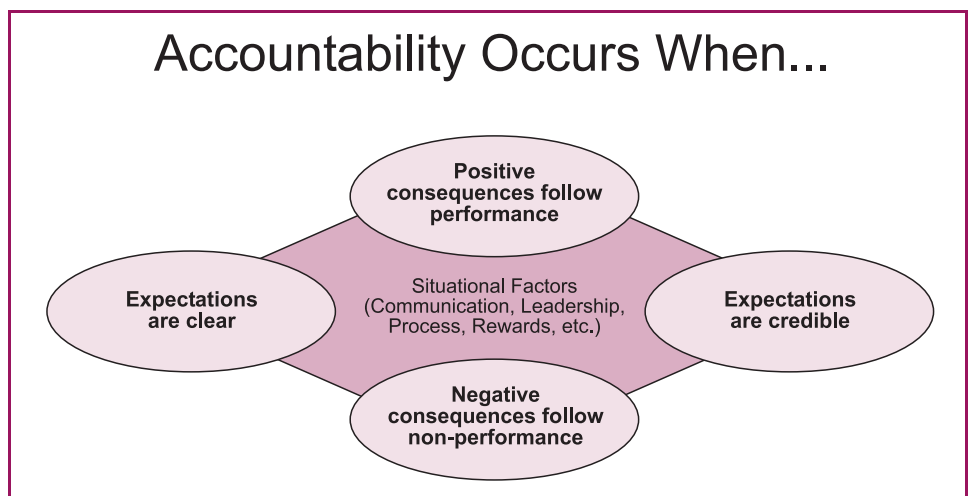 Accountability Occurs When...
Positive
consequences follow
performance
Expectations
are clear
Situational Factors
(Communication, Leadership,
Process, Rewards, etc.)
Expectations
are credible
Negative
consequences follow
non-performance